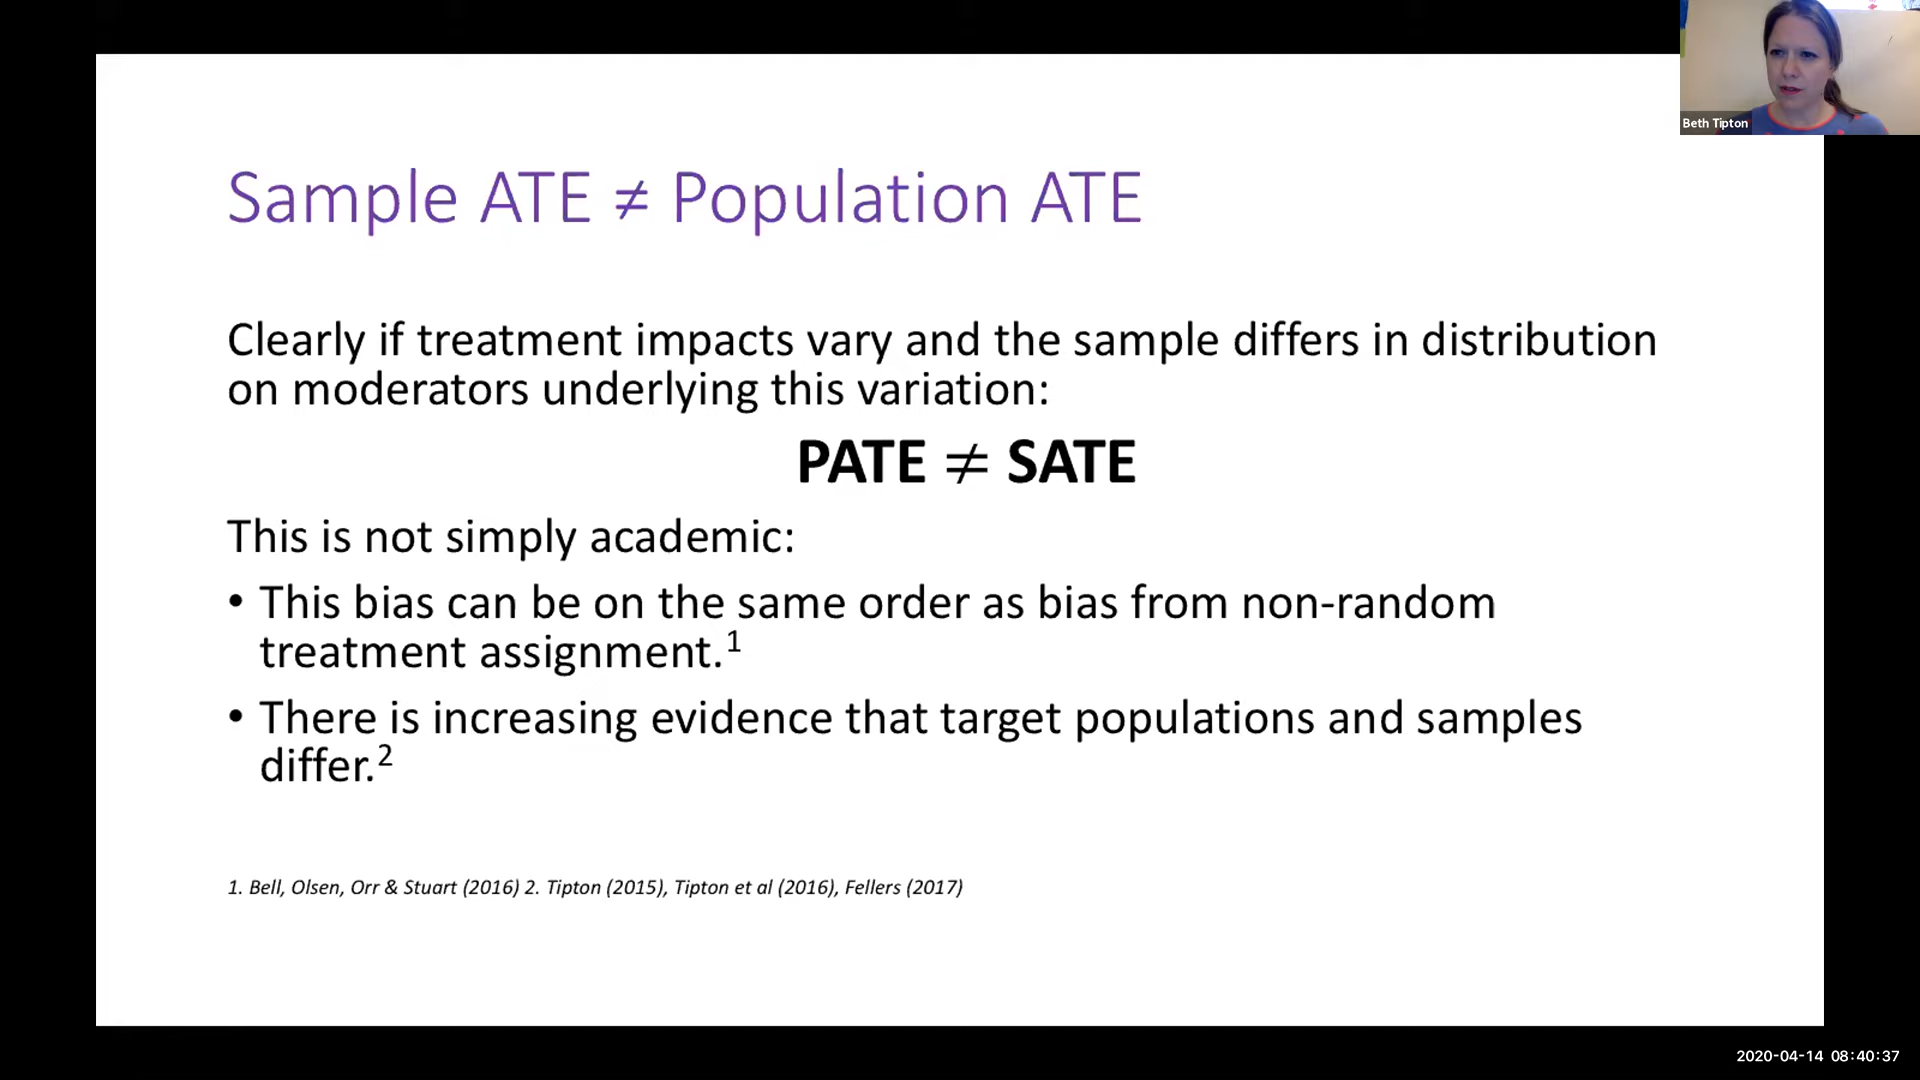 Beth Tipton
Sample ATE ≠ Population ATE
Clearly if treatment impacts vary and the sample differs in distribution
on moderators underlying this variation:
PATE ≠ SATE
This is not simply academic:
• This bias can be on the same order as bias from non-random
treatment assignment.¹
• There is increasing evidence that target populations and samples
differ.²
1. Bell, Olsen, Orr & Stuart (2016) 2. Tipton (2015), Tipton et al (2016), Fellers (2017)
2020-04-14 08:40:37